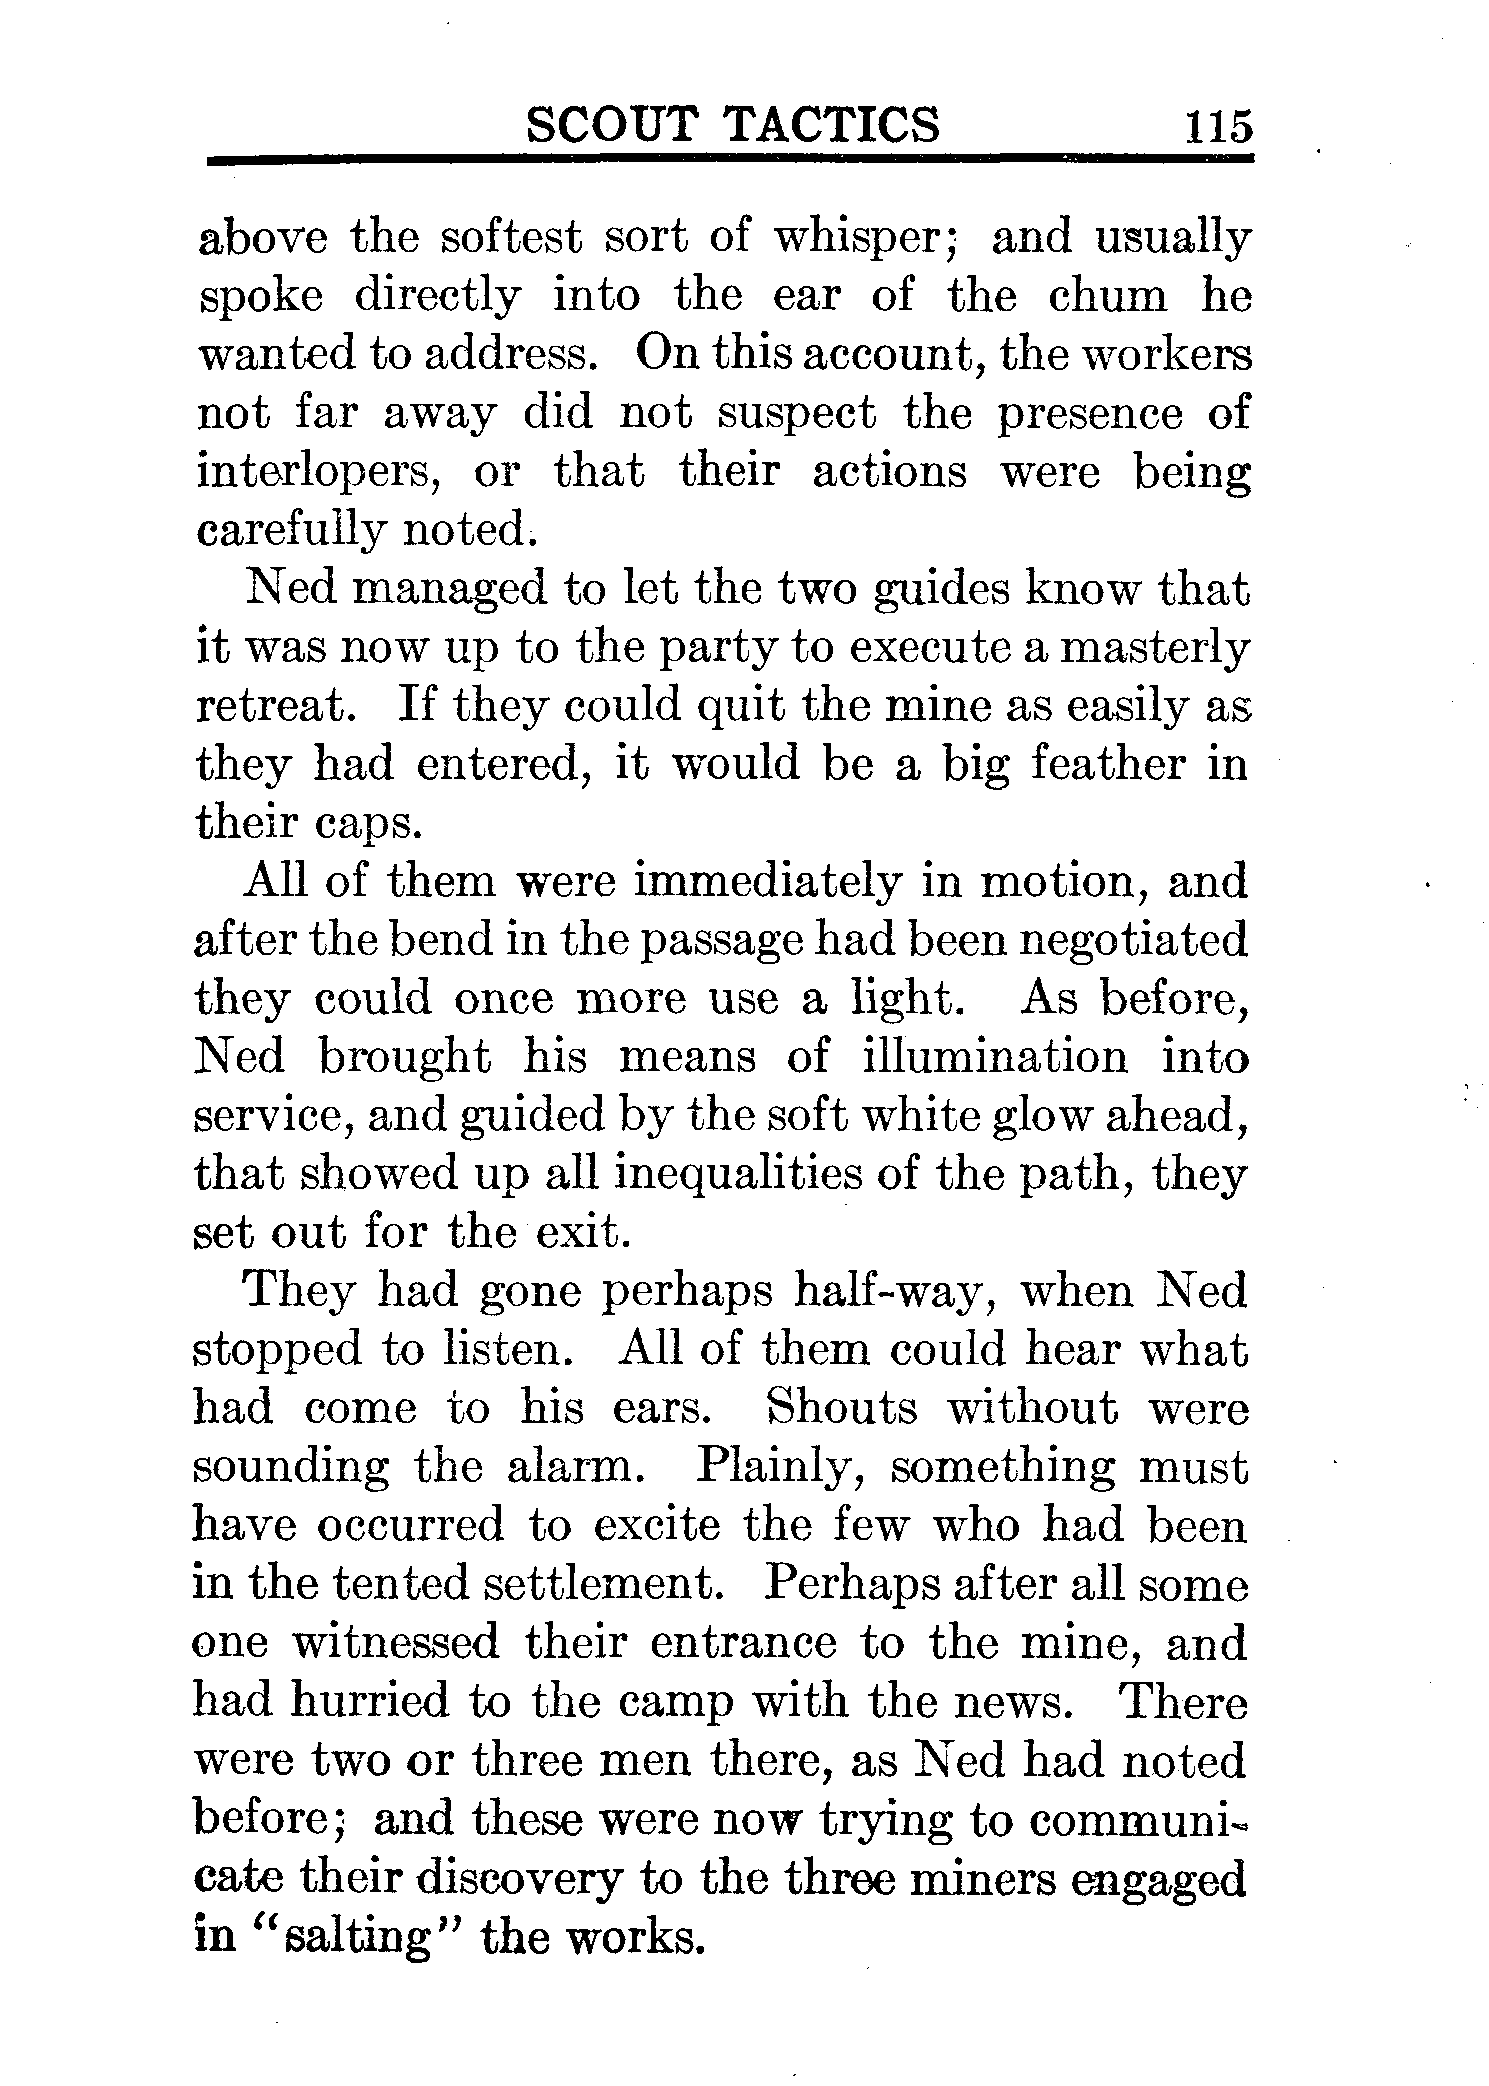 SCOUT TACTICS 115
above the softest sort of whisper; and usually
spoke directly into the ear of the chum he
wanted to address. On this account, the workers
not far away did not suspect the presence of
interlopers, or that their actions were being
carefully noted.
Ned managed to let the two guides know that
it was now up to the party to execute a masterly
retreat. If they could quit the mine as easily as
they had entered, it would be a big feather in
their caps.
All of them were immediately in motion, and
after the bend in the passage had been negotiated
they could once more use a light. As before,
Ned brought his means of illumination into
service, and guided by the soft white glow ahead,
that showed up all inequalities of the path, they
set out for the exit.
They had gone perhaps half-way, when Ned
stopped to listen. All of them could hear what
had come to his ears. Shouts without were
sounding the alarm. Plainly, something must
have occurred to excite the few who had been
in the tented settlement. Perhaps after all some
one witnessed their entrance to the mine, and
had hurried to the camp with the news. There
were two or three men there, as Ned had noted
before; and these were now trying to communi-
cate their discovery to the three miners engaged
in "salting" the works.